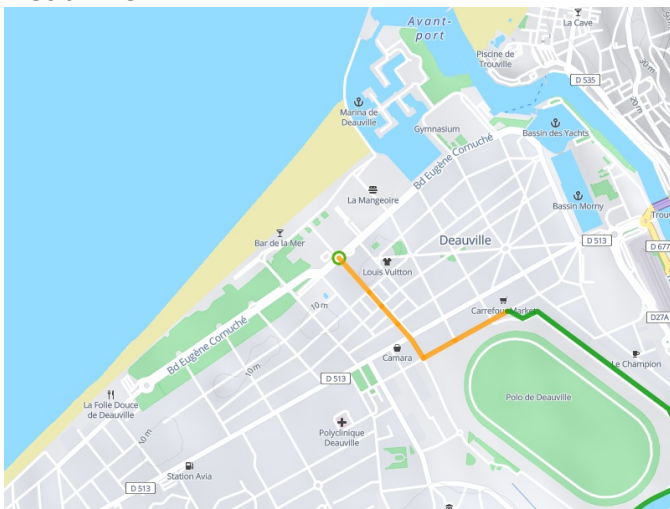 Avant-
port
La Cave
Piscine de
Trouville
D 535
30 m
20 m
Marina de
Deauville
Gymnasium
Bassin des Yachts
Bd Eugène Cornuché
La Mangeoire
Bassin Morny
Trouv
Bar de la Mer
Deauville
D 513
D 677
Louis Vuitton
10 m
Carrefour Market
D27A
Bd Eugène Cornuché
10 m
Camara
Le Champion
D 513
La Folie Douce
de Deauville
Polo de Deauville
10 m
Polyclinique
Deauville
Station Avia
D 513